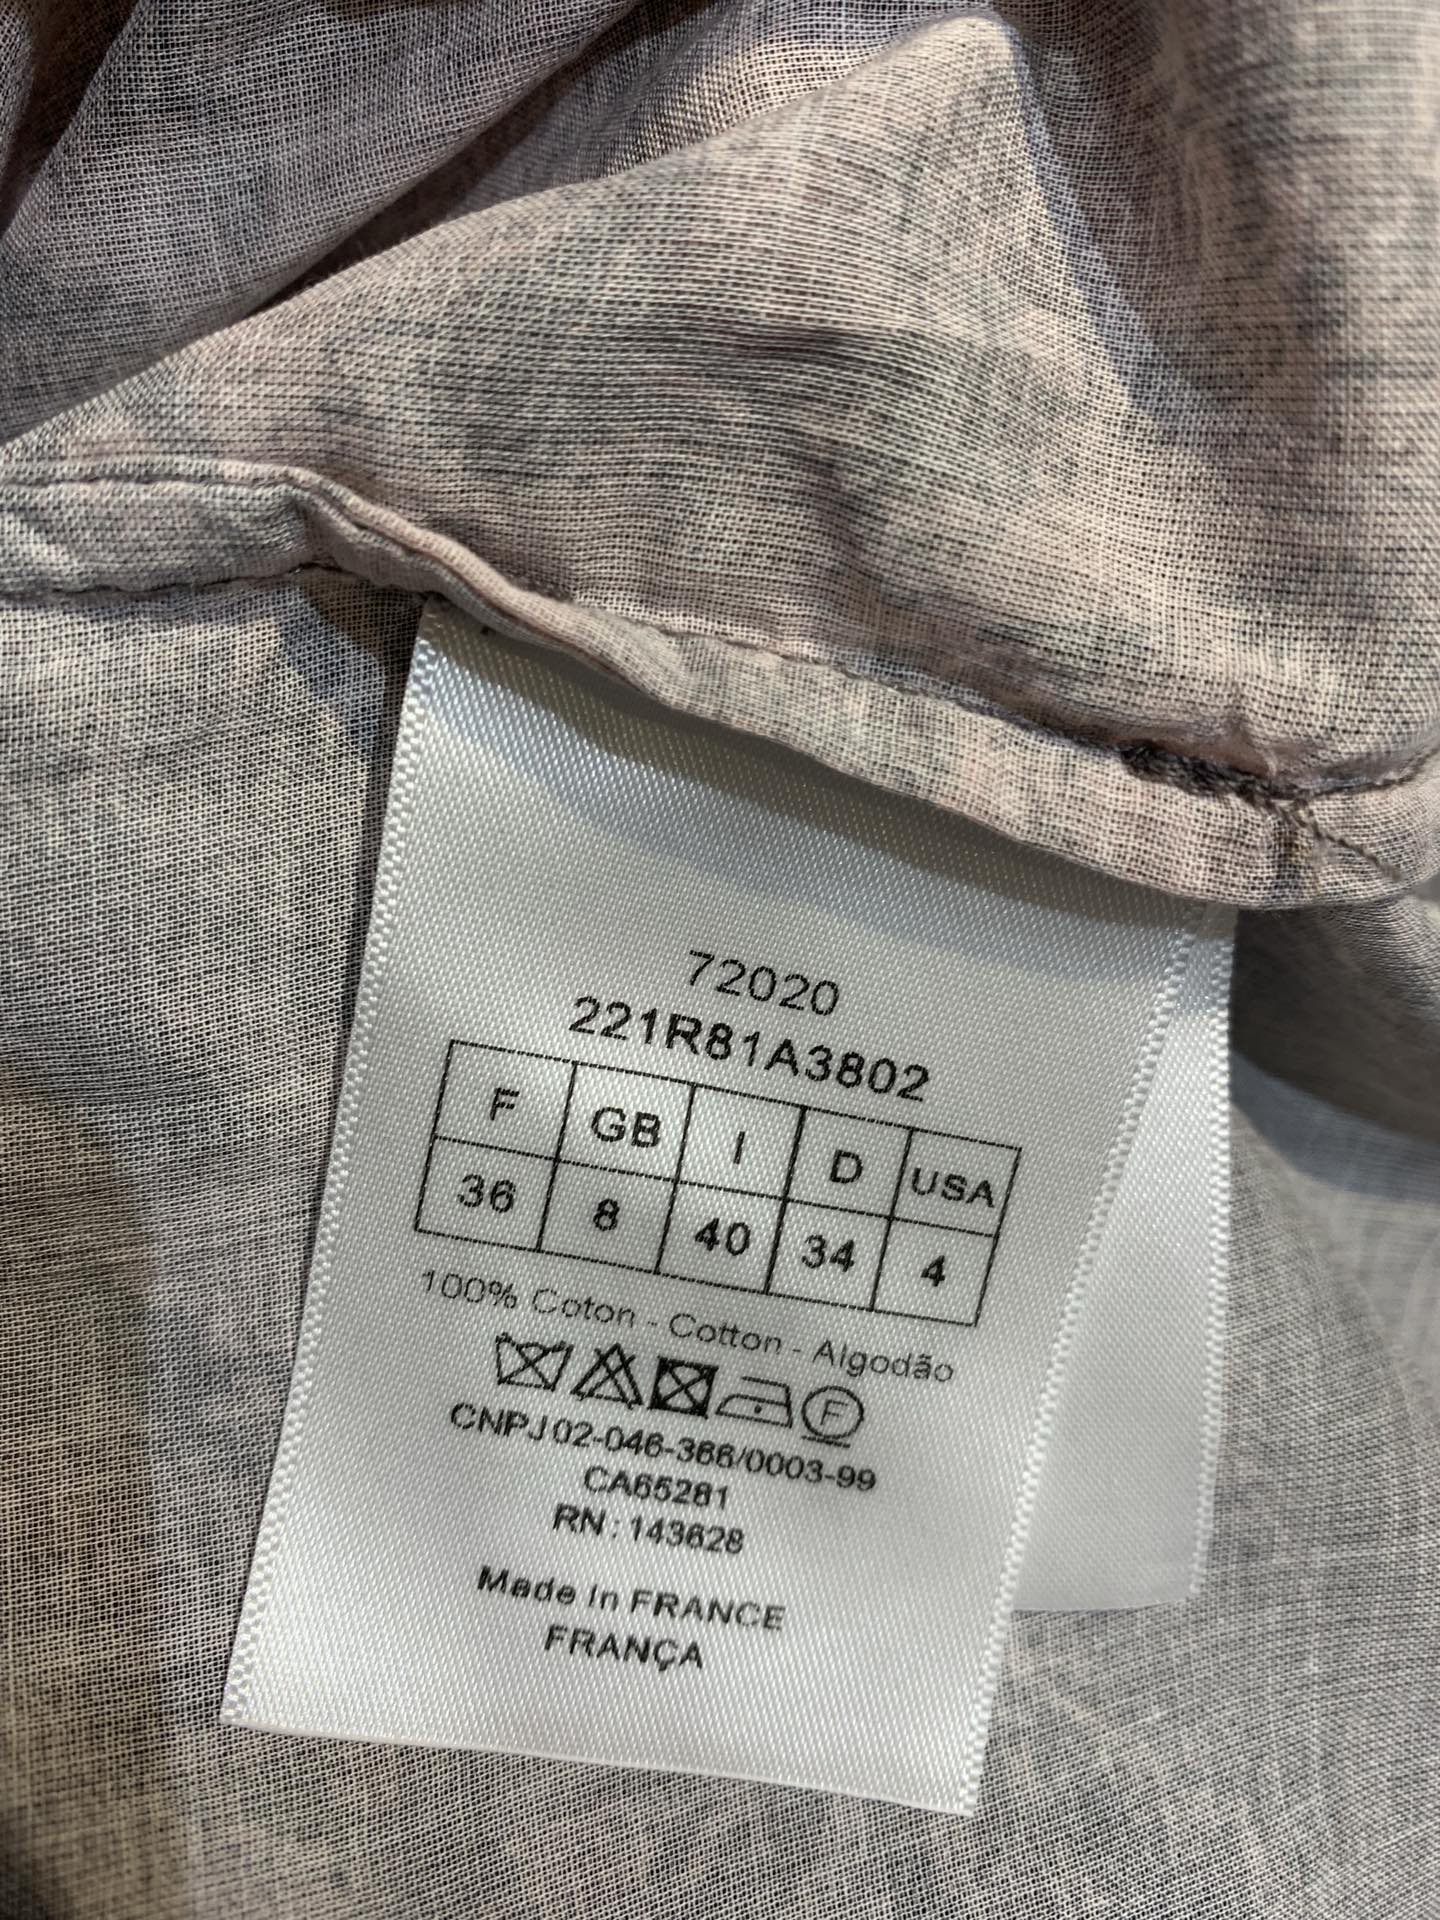 72020
221R81A3802
F GB I D USA
36 8 40 34 4
100% Coton - Cotton - Algodão
F
CNPJ 02-046-366/0003-99
CA65281
RN : 143628
Made In FRANCE
FRANÇA